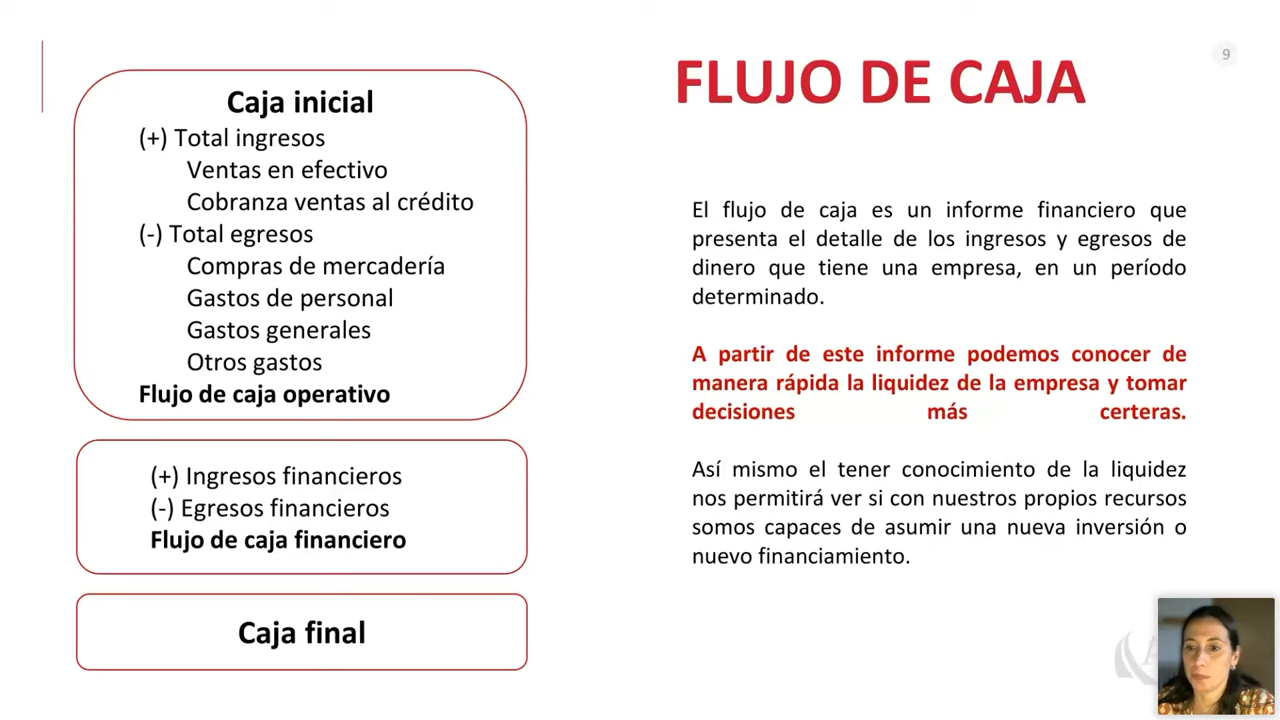 9
Caja inicial
(+) Total ingresos
Ventas en efectivo
Cobranza ventas al crédito
(-) Total egresos
Compras de mercadería
Gastos de personal
Gastos generales
Otros gastos
Flujo de caja operativo
(+) Ingresos financieros
(-) Egresos financieros
Flujo de caja financiero
Caja final
FLUJO DE CAJA
El flujo de caja es un informe financiero que
presenta el detalle de los ingresos y egresos de
dinero que tiene una empresa, en un período
determinado.
A partir de este informe podemos conocer de
manera rápida la liquidez de la empresa y tomar
decisiones más certeras.
Así mismo el tener conocimiento de la liquidez
nos permitirá ver si con nuestros propios recursos
somos capaces de asumir una nueva inversión o
nuevo financiamiento.